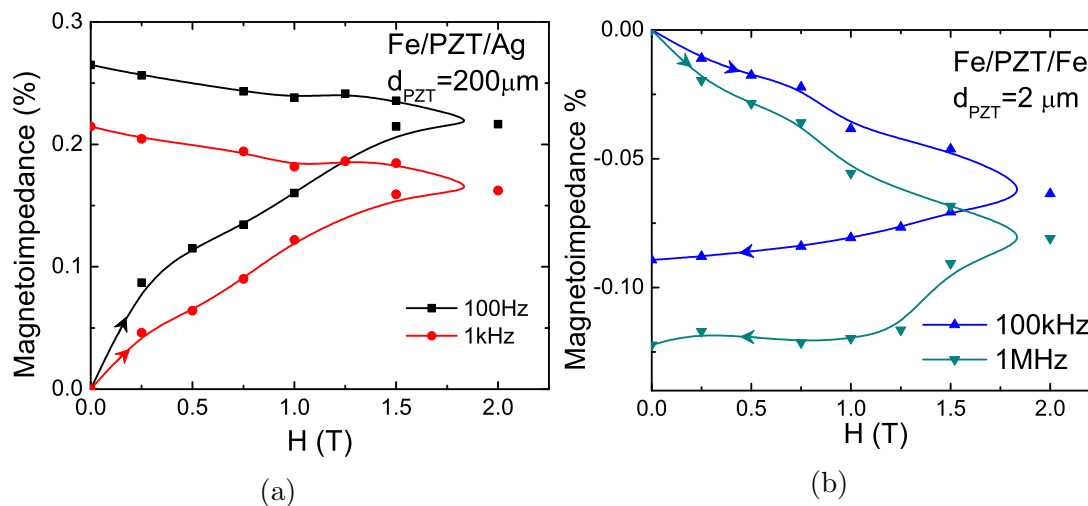 0.3
0.2
0.1
0.0
Magnetoimpedance (%)
Fe/PZT/Ag
d_PZT=200μm
100Hz
1kHz
0.0 0.5 1.0 1.5 2.0
H (T)
(a)
0.00
-0.05
-0.10
Magnetoimpedance %
Fe/PZT/Fe
d_PZT=2 μm
100kHz
1MHz
0.0 0.5 1.0 1.5 2.0
H (T)
(b)